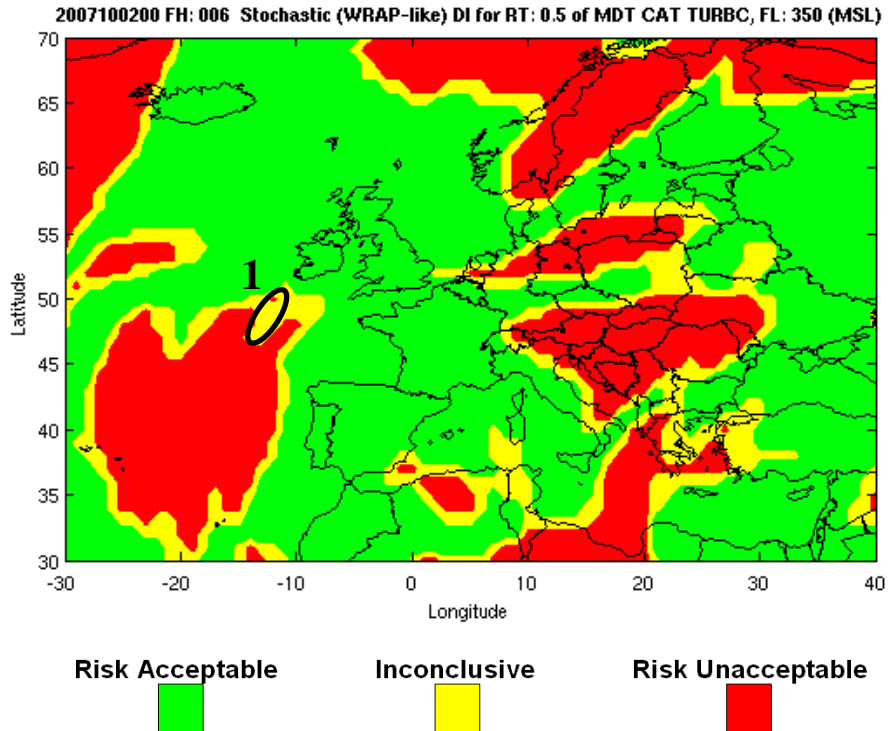 2007100200 FH: 006 Stochastic (WRAP-like) DI for RT: 0.5 of MDT CAT TURBC, FL: 350 (MSL)
70
65
60
55
1
50
45
40
35
30
Latitude
-30 -20 -10 0 10 20 30 40
Longitude
Risk Acceptable Inconclusive Risk Unacceptable